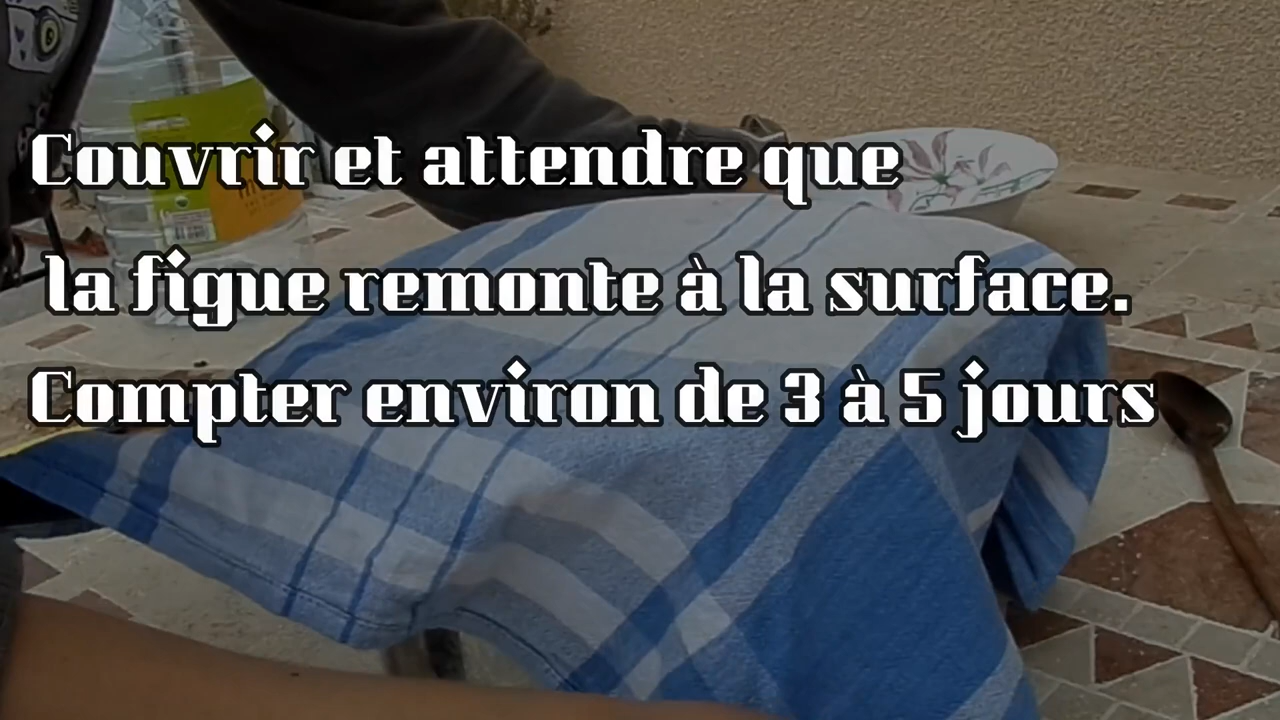 Couvrir et attendre que
la figue remonte à la surface.
Compter environ de 3 à 5 jours